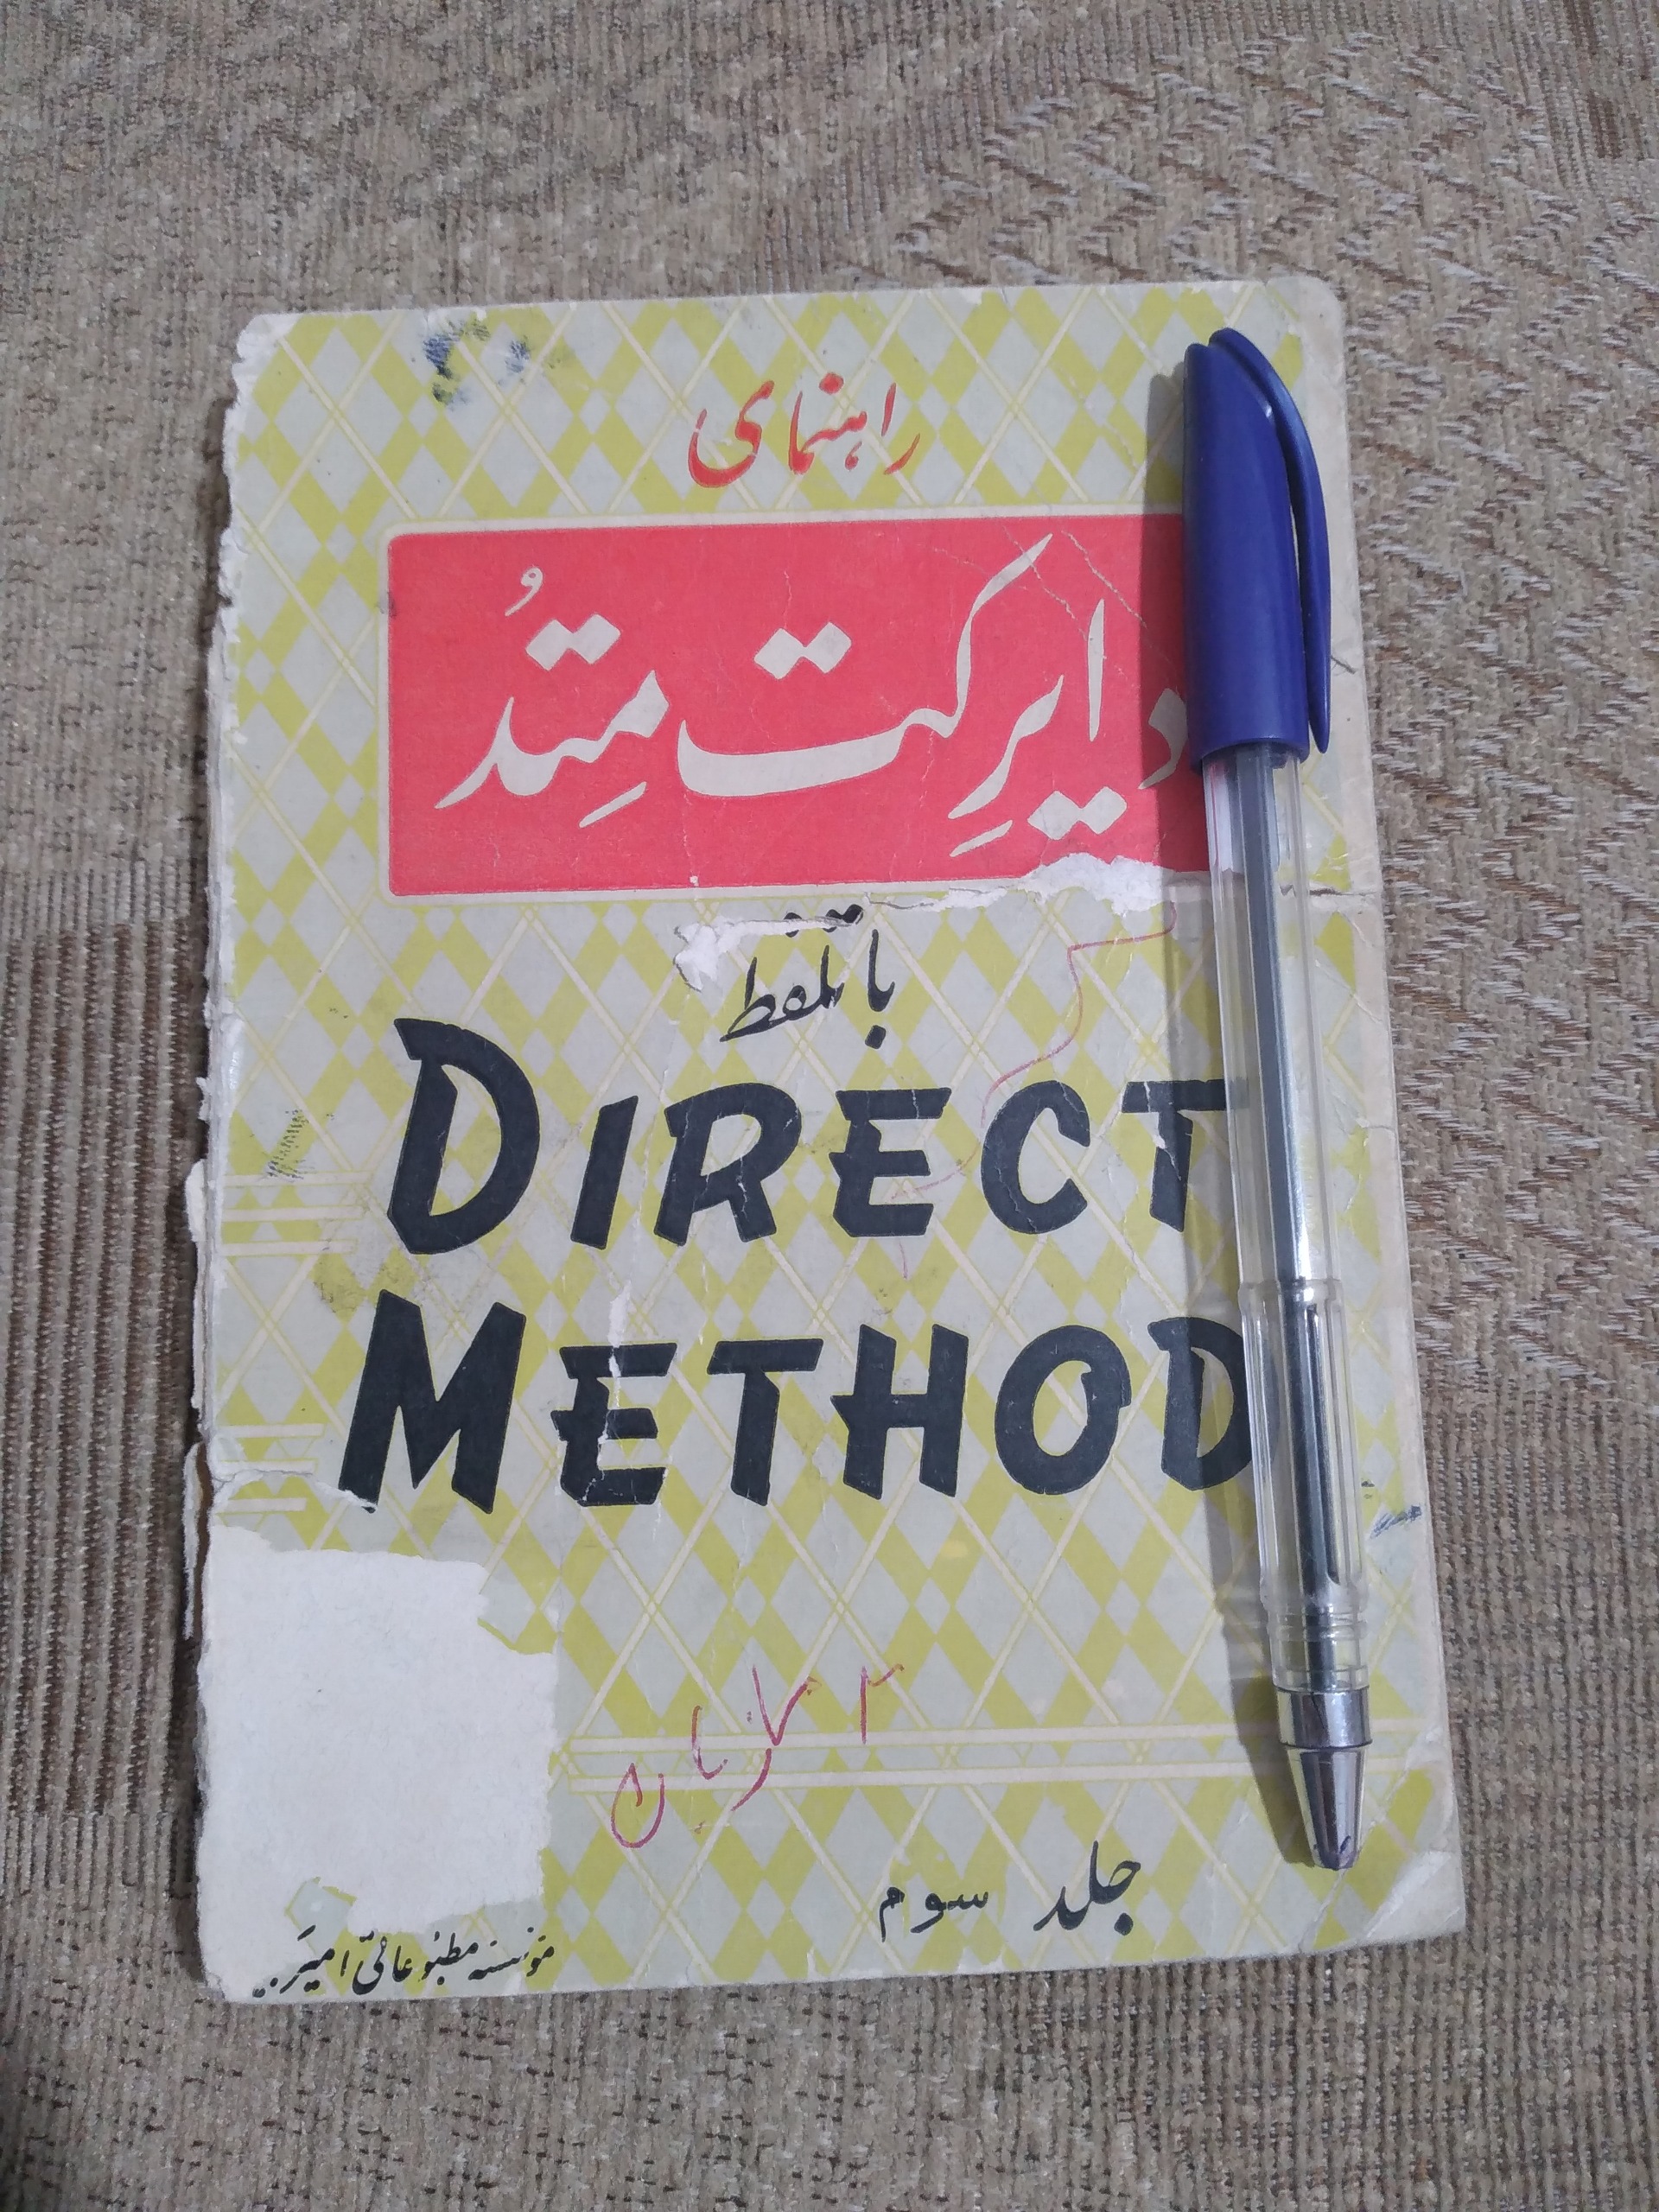 راهنمای
دایرکت مِتُد
با تلفظ
DIRECT
METHOD
جلد سوم
مؤسسه مطبوعاتی امیر